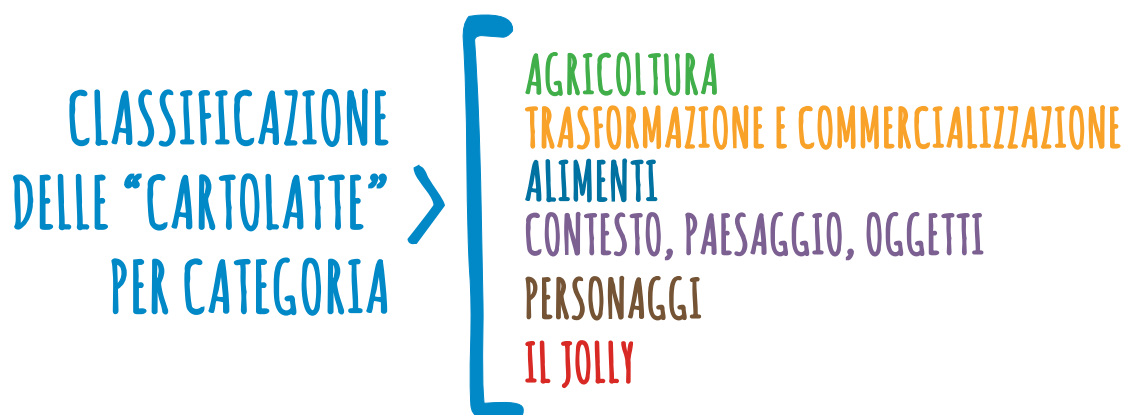 CLASSIFICAZIONE
DELLE “CARTOLATTE”
PER CATEGORIA
AGRICOLTURA
TRASFORMAZIONE E COMMERCIALIZZAZIONE
ALIMENTI
CONTESTO, PAESAGGIO, OGGETTI
PERSONAGGI
IL JOLLY